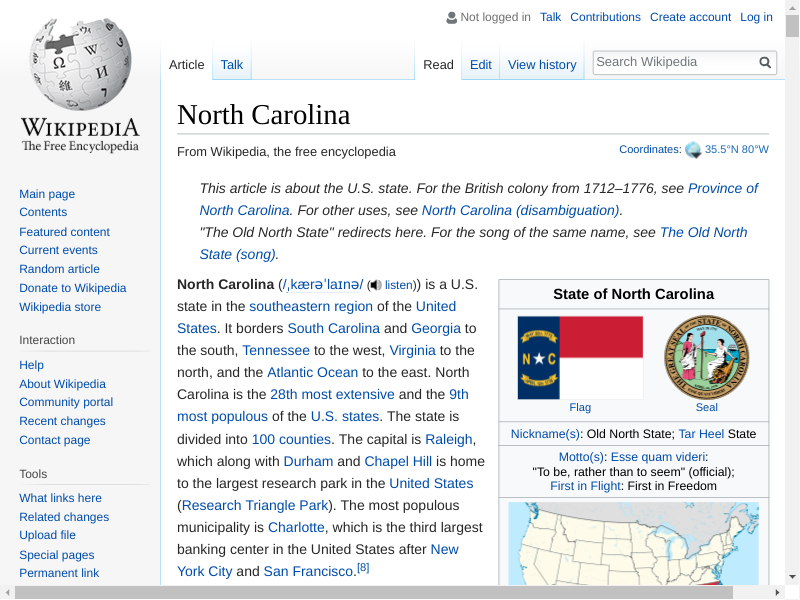 Not logged in Talk Contributions Create account Log in
Article Talk Read Edit View history Search Wikipedia
WIKIPEDIA
The Free Encyclopedia
Main page
Contents
Featured content
Current events
Random article
Donate to Wikipedia
Wikipedia store
Interaction
Help
About Wikipedia
Community portal
Recent changes
Contact page
Tools
What links here
Related changes
Upload file
Special pages
Permanent link
North Carolina
From Wikipedia, the free encyclopedia
Coordinates: 35.5°N 80°W
This article is about the U.S. state. For the British colony from 1712–1776, see Province of
North Carolina. For other uses, see North Carolina (disambiguation).
"The Old North State" redirects here. For the song of the same name, see The Old North
State (song).
North Carolina (/ˌkærəˈlaɪnə/ (listen)) is a U.S.
state in the southeastern region of the United
States. It borders South Carolina and Georgia to
the south, Tennessee to the west, Virginia to the
north, and the Atlantic Ocean to the east. North
Carolina is the 28th most extensive and the 9th
most populous of the U.S. states. The state is
divided into 100 counties. The capital is Raleigh,
which along with Durham and Chapel Hill is home
to the largest research park in the United States
(Research Triangle Park). The most populous
municipality is Charlotte, which is the third largest
banking center in the United States after New
York City and San Francisco.[8]
State of North Carolina
N C
Flag
Seal
Nickname(s): Old North State; Tar Heel State
Motto(s): Esse quam videri:
"To be, rather than to seem" (official);
First in Flight: First in Freedom